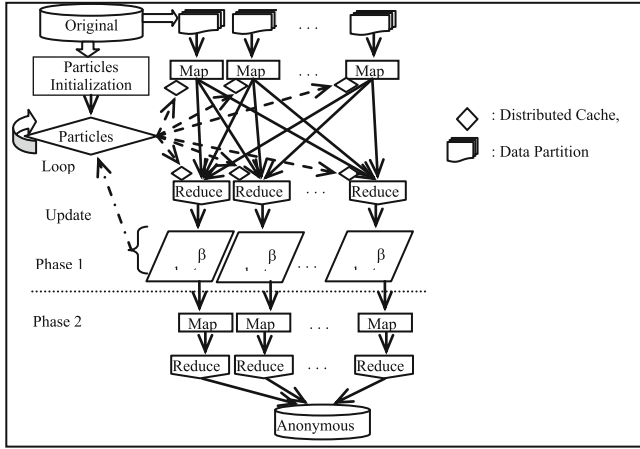 Original
. . .
Particles
Initialization
Map Map . . . Map
Particles
Loop
Reduce Reduce . . . Reduce
Update
β β . . .
Phase 1
Phase 2
Map Map . . . Map
Reduce Reduce . . . Reduce
Anonymous
: Distributed Cache,
: Data Partition